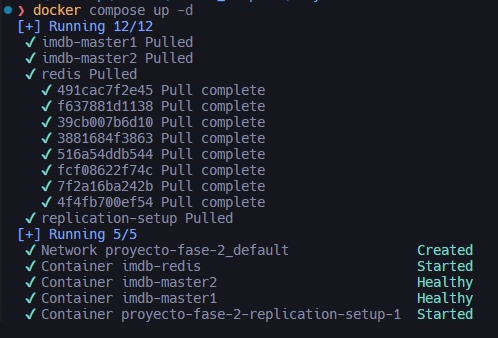 ❯ docker compose up -d
[+] Running 12/12
✔ imdb-master1 Pulled
✔ imdb-master2 Pulled
✔ redis Pulled
✔ 491cac7f2e45 Pull complete
✔ f637881d1138 Pull complete
✔ 39cb007b6d10 Pull complete
✔ 3881684f3863 Pull complete
✔ 516a54ddb544 Pull complete
✔ fcf08622f74c Pull complete
✔ 7f2a16ba242b Pull complete
✔ 4f4fb700ef54 Pull complete
✔ replication-setup Pulled
[+] Running 5/5
✔ Network proyecto-fase-2_default Created
✔ Container imdb-redis Started
✔ Container imdb-master2 Healthy
✔ Container imdb-master1 Healthy
✔ Container proyecto-fase-2-replication-setup-1 Started